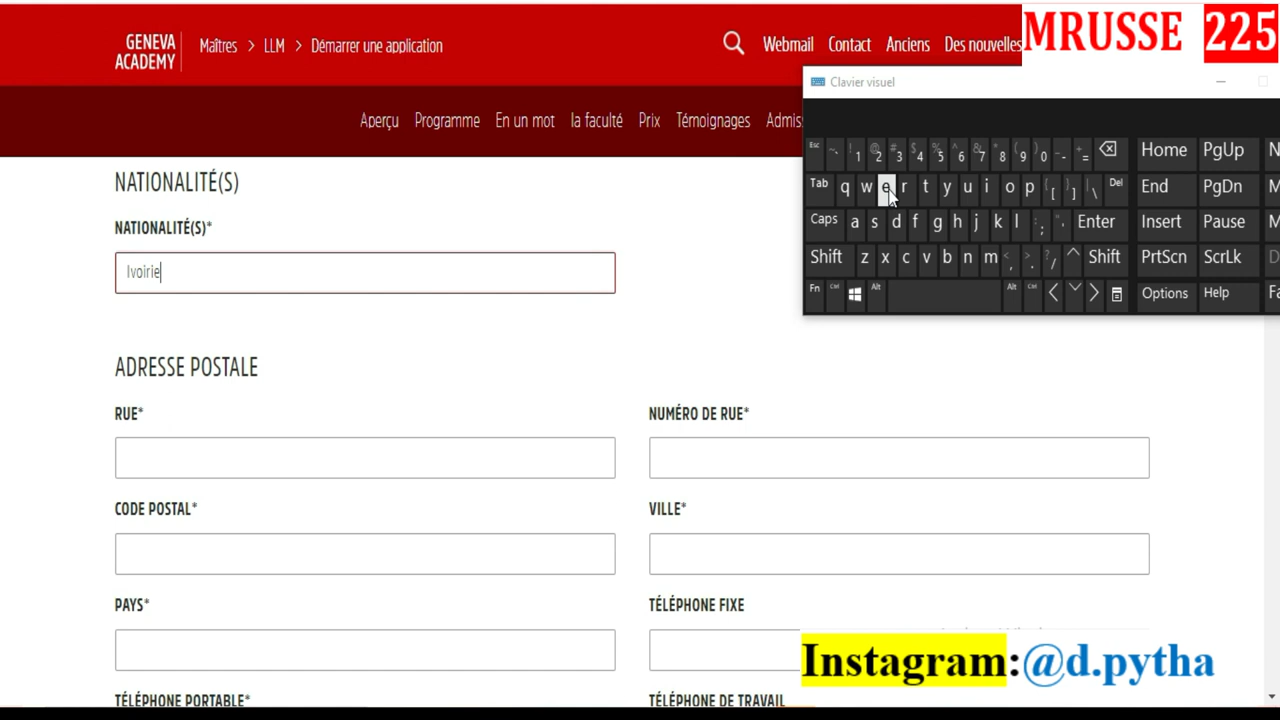 GENEVA
ACADEMY
Maîtres > LLM > Démarrer une application
Webmail Contact Anciens Des nouvelles
MRUSSE 225
Clavier visuel
Aperçu Programme En un mot la faculté Prix Témoignages Admiss
Esc ~ ` ! 1 @ 2 # 3 $ 4 % 5 ^ 6 & 7 * 8 ( 9 ) 0 _ - + = Home PgUp N
Tab q w e r t y u i o p { [ } ] | \ Del End PgDn M
Caps a s d f g h j k l : ; " ' Enter Insert Pause M
Shift z x c v b n m < , > . ? / Shift PrtScn ScrLk D
Fn Ctrl Alt Alt Ctrl Options Help Fa
NATIONALITÉ(S)
NATIONALITÉ(S)*
Ivoirie
ADRESSE POSTALE
RUE* NUMÉRO DE RUE*
CODE POSTAL* VILLE*
PAYS* TÉLÉPHONE FIXE
Instagram:@d.pytha
TÉLÉPHONE PORTABLE* TÉLÉPHONE DE TRAVAIL